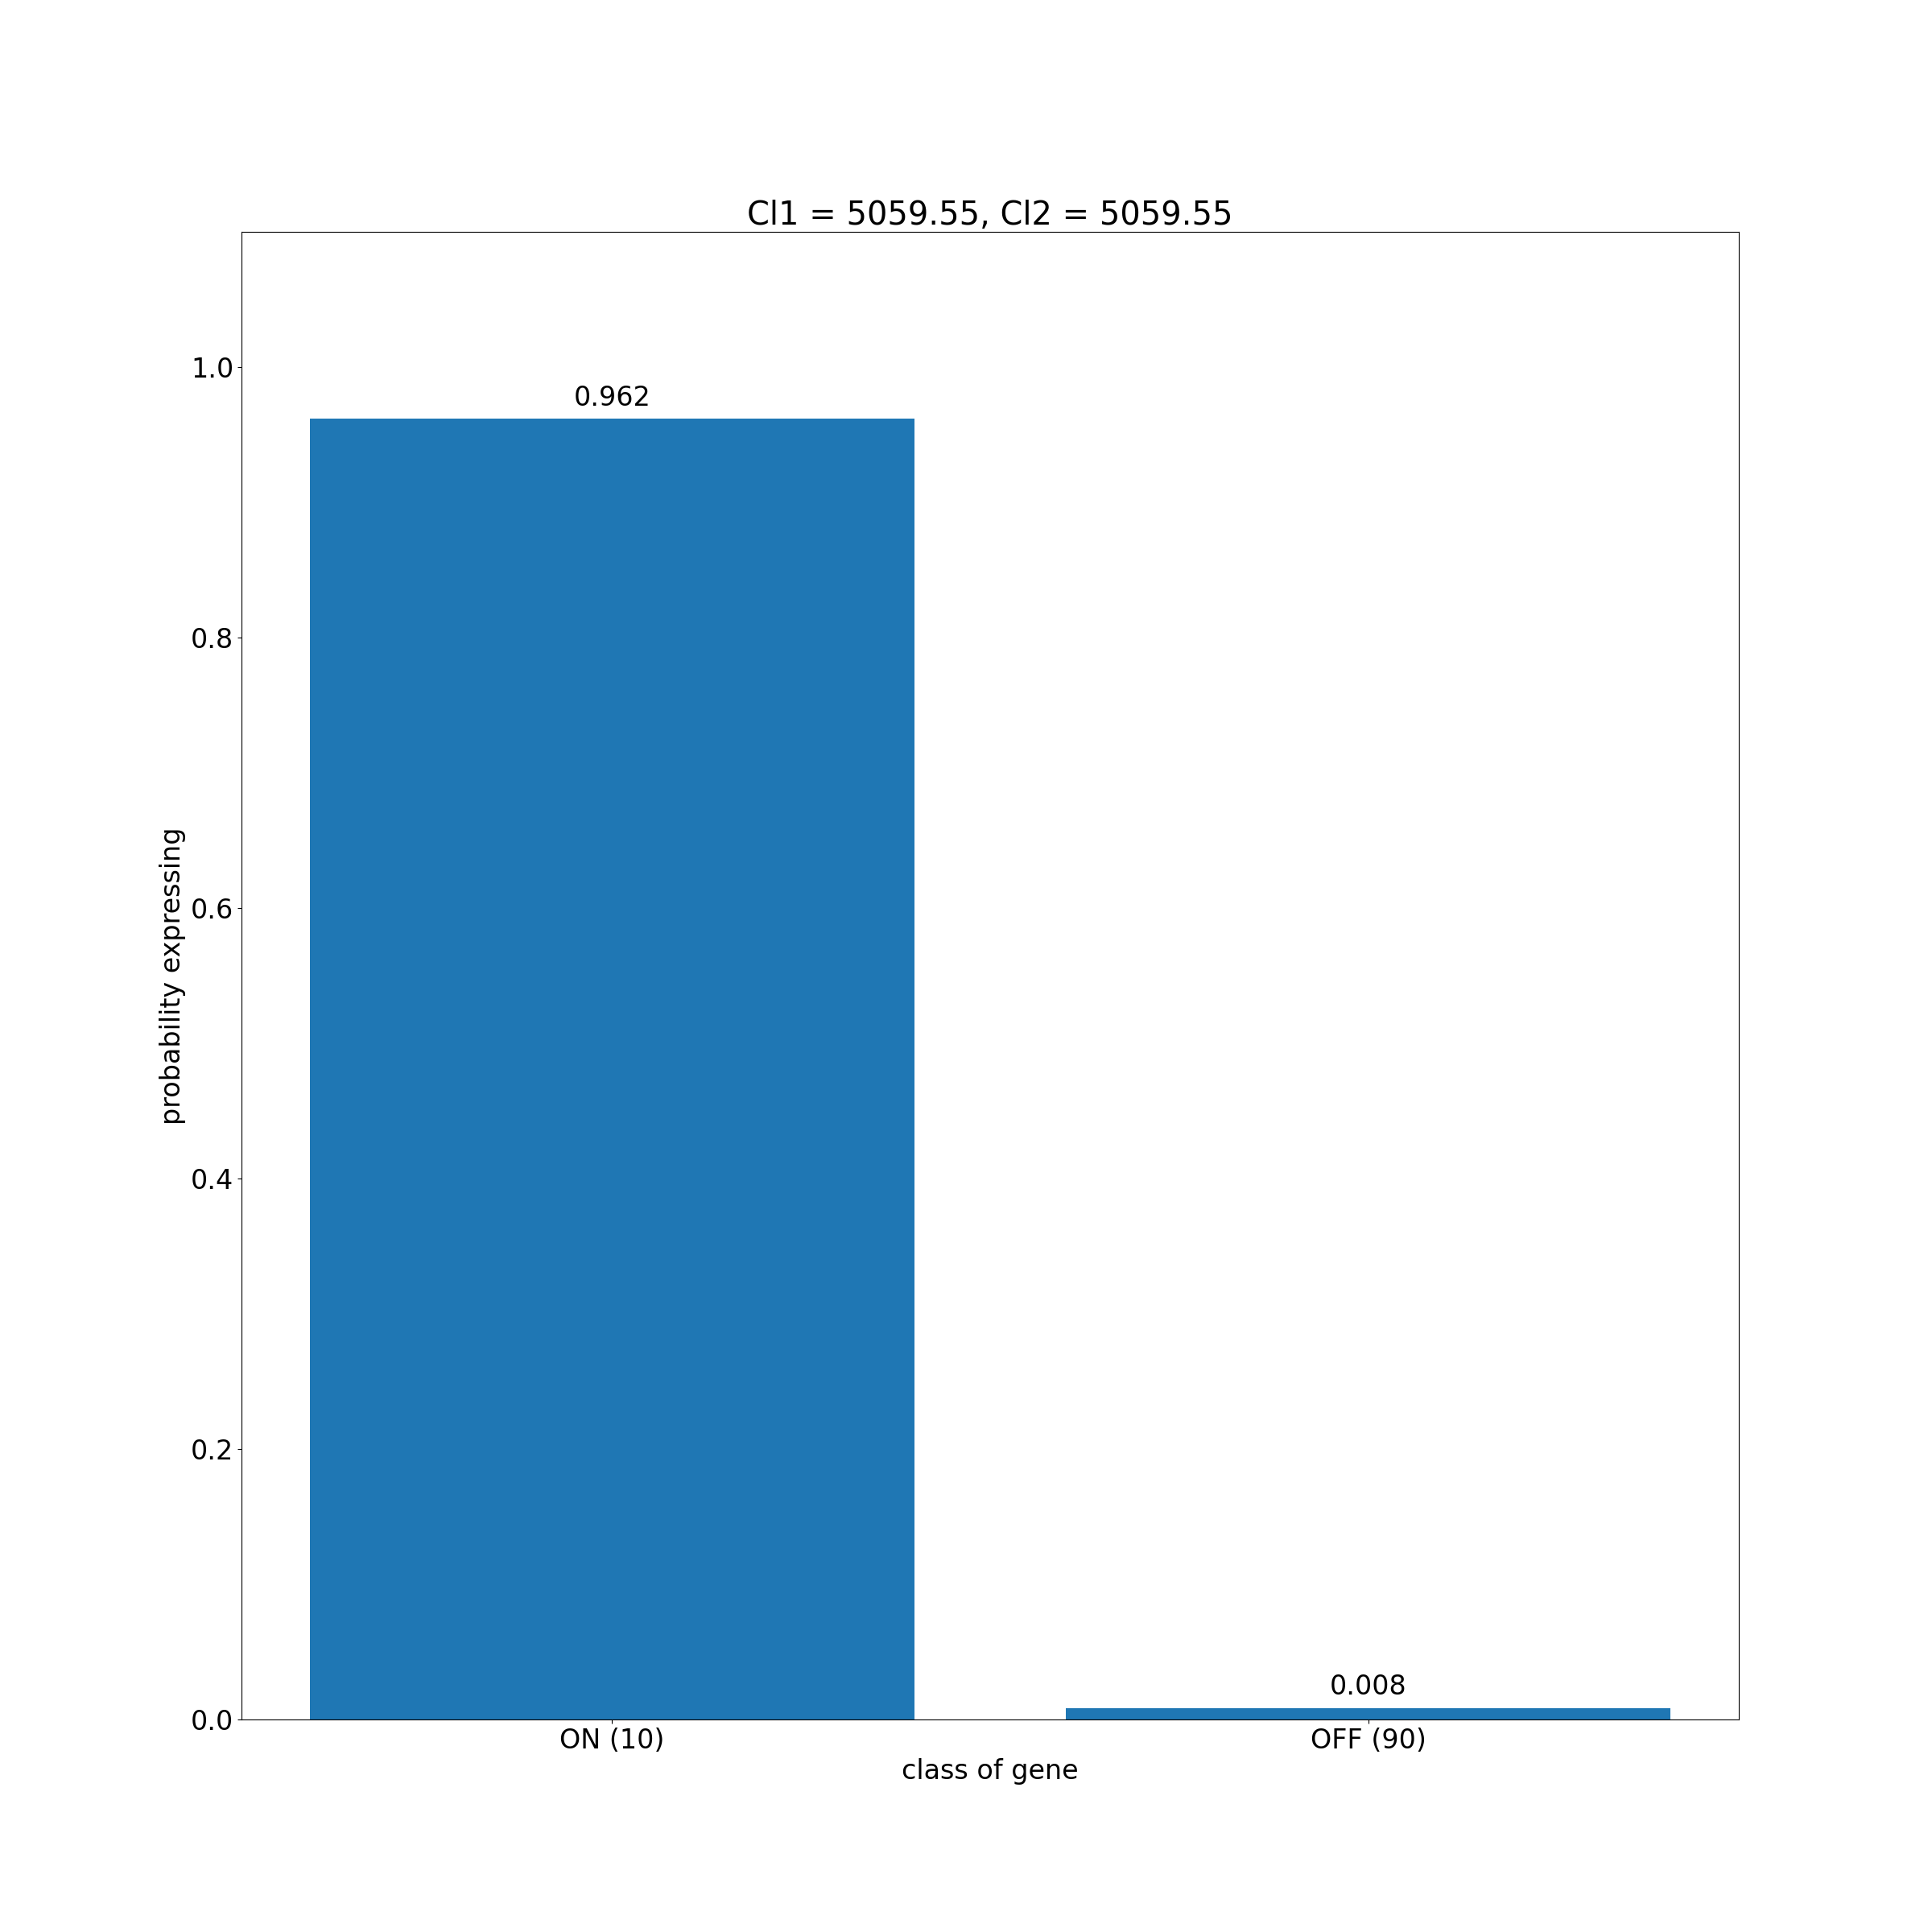 Cl1 = 5059.55, Cl2 = 5059.55
1.0
0.962
0.8
0.6
probability expressing
0.4
0.2
0.008
0.0
ON (10)
OFF (90)
class of gene